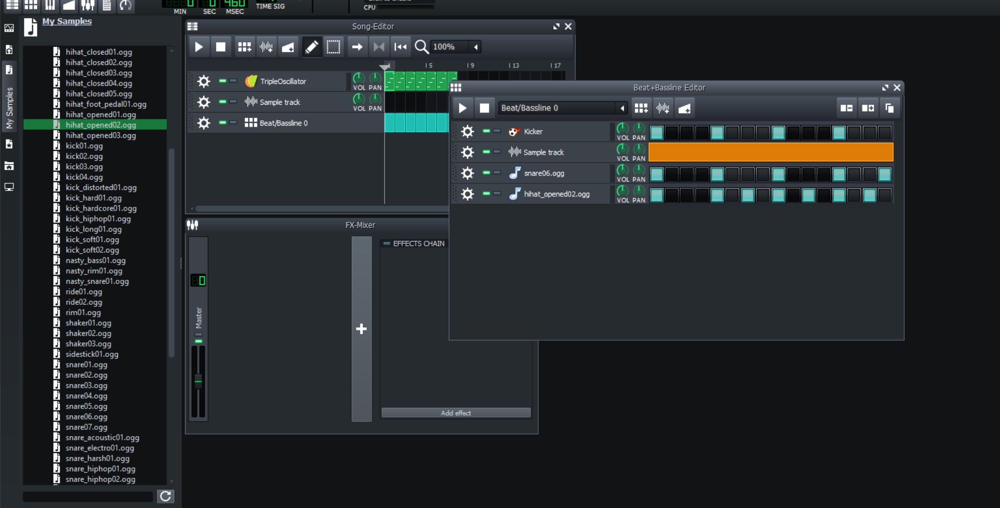 MIN SEC MSEC
0 0 460
TIME SIG
CPU
My Samples
My Samples
hihat_closed01.ogg
hihat_closed02.ogg
hihat_closed03.ogg
hihat_closed04.ogg
hihat_closed05.ogg
hihat_foot_pedal01.ogg
hihat_opened01.ogg
hihat_opened02.ogg
hihat_opened03.ogg
kick01.ogg
kick02.ogg
kick03.ogg
kick04.ogg
kick_distorted01.ogg
kick_hard01.ogg
kick_hardcore01.ogg
kick_hiphop01.ogg
kick_long01.ogg
kick_soft01.ogg
kick_soft02.ogg
nasty_bass01.ogg
nasty_rim01.ogg
nasty_snare01.ogg
ride01.ogg
ride02.ogg
rim01.ogg
shaker01.ogg
shaker02.ogg
shaker03.ogg
sidestick01.ogg
snare01.ogg
snare02.ogg
snare03.ogg
snare04.ogg
snare05.ogg
snare06.ogg
snare07.ogg
snare_acoustic01.ogg
snare_electro01.ogg
snare_harsh01.ogg
snare_hiphop01.ogg
snare_hiphop02.ogg
Song-Editor
100%
1 5 9 13 17
TripleOscillator
VOL PAN
Sample track
VOL PAN
Beat/Bassline 0
Beat+Bassline Editor
Beat/Bassline 0
Kicker
VOL PAN
Sample track
VOL PAN
snare06.ogg
VOL PAN
hihat_opened02.ogg
VOL PAN
FX-Mixer
0
Master
EFFECTS CHAIN
Add effect